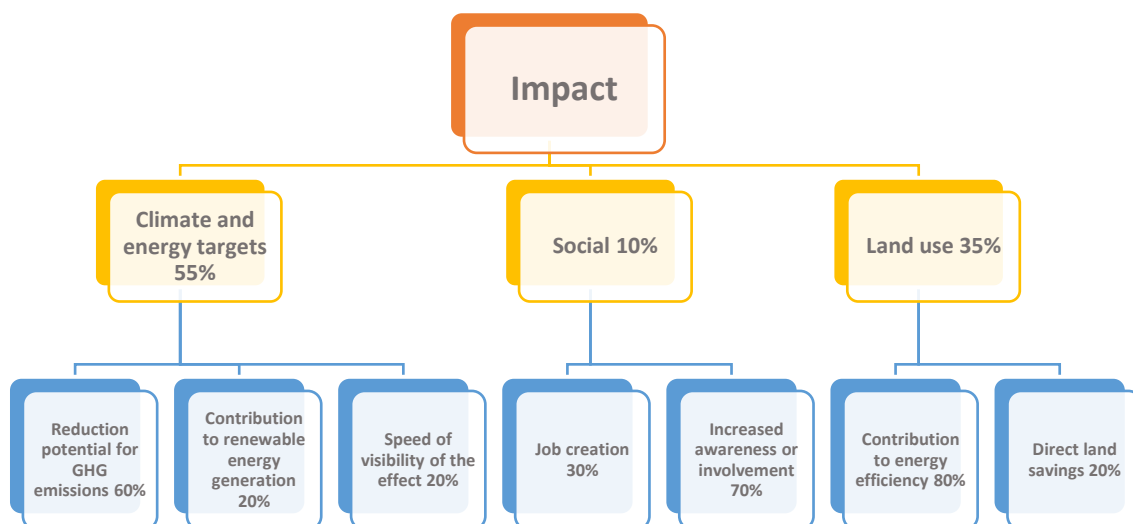 Impact
Climate and
energy targets
55%
Social 10%
Land use 35%
Reduction
potential for
GHG
emissions 60%
Contribution
to renewable
energy
generation
20%
Speed of
visibility of the
effect 20%
Job creation
30%
Increased
awareness or
involvement
70%
Contribution
to energy
efficiency 80%
Direct land
savings 20%